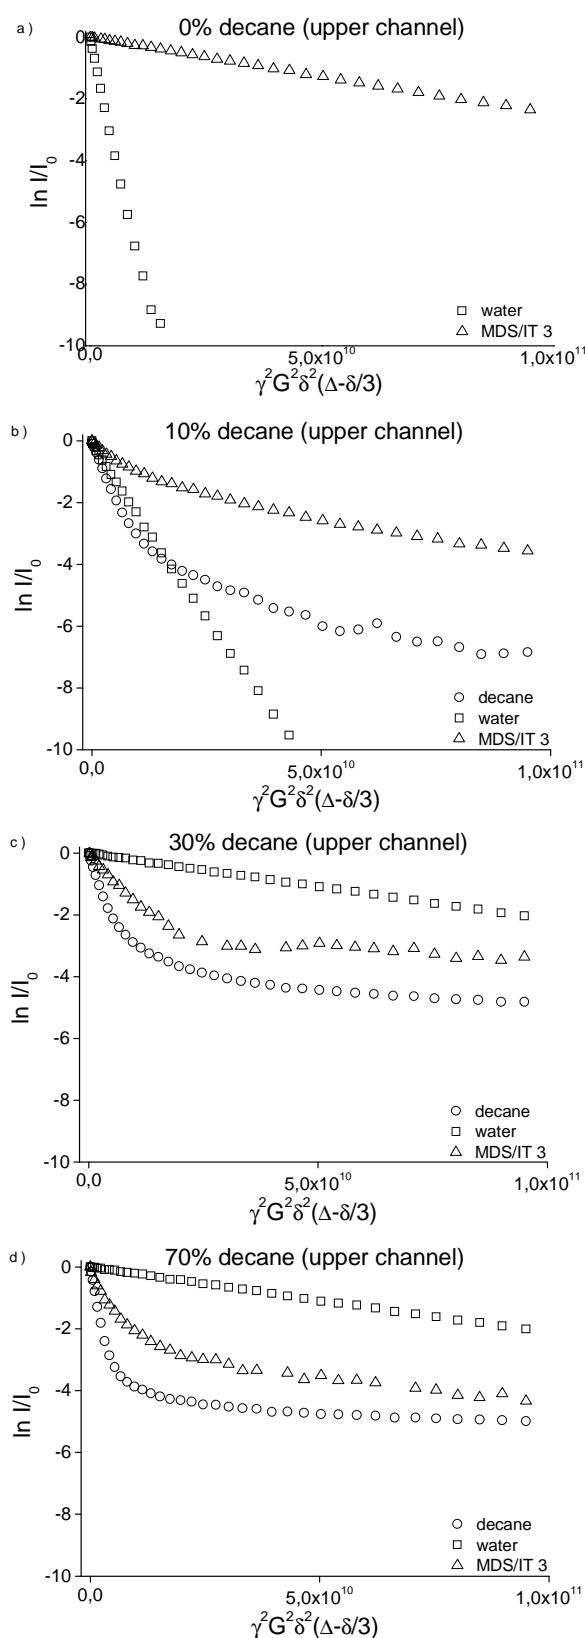 a )
0% decane (upper channel)
0
-2
-4
-6
-8
-10
ln I/I₀
water
MDS/IT 3
0,0
5,0x10¹⁰
1,0x10¹¹
γ²G²δ²(Δ-δ/3)
b )
10% decane (upper channel)
0
-2
-4
-6
-8
-10
ln I/I₀
decane
water
MDS/IT 3
0,0
5,0x10¹⁰
1,0x10¹¹
γ²G²δ²(Δ-δ/3)
c )
30% decane (upper channel)
0
-2
-4
-6
-8
-10
ln I/I₀
decane
water
MDS/IT 3
0,0
5,0x10¹⁰
1,0x10¹¹
γ²G²δ²(Δ-δ/3)
d )
70% decane (upper channel)
0
-2
-4
-6
-8
-10
ln I/I₀
decane
water
MDS/IT 3
0,0
5,0x10¹⁰
1,0x10¹¹
γ²G²δ²(Δ-δ/3)